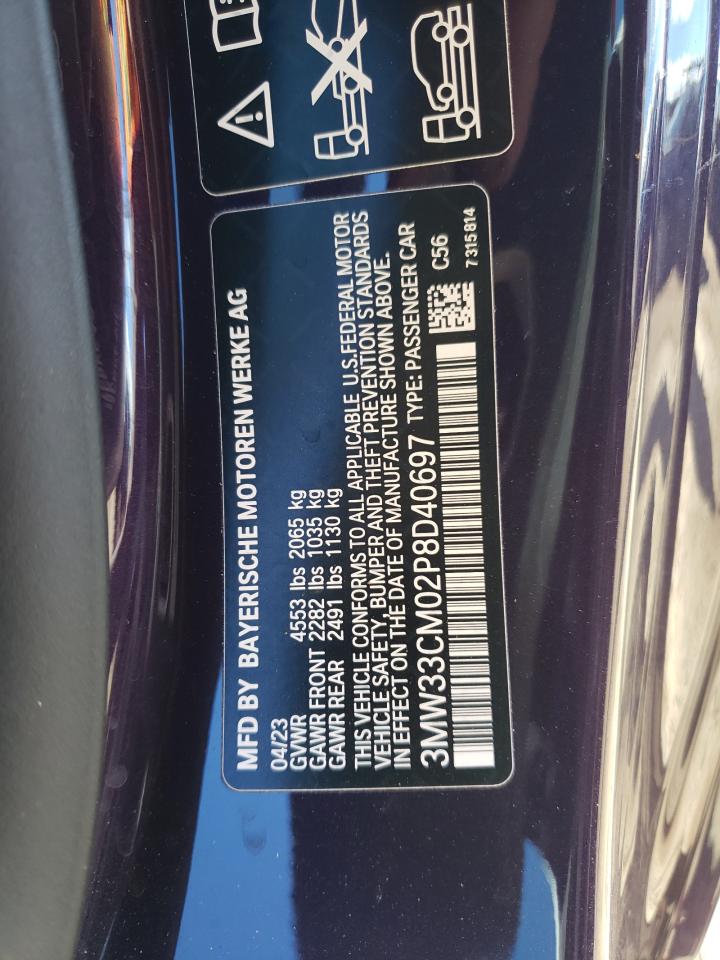 MFD BY BAYERISCHE MOTOREN WERKE AG
04/23
GVWR 4553 lbs 2065 kg
GAWR FRONT 2282 lbs 1035 kg
GAWR REAR 2491 lbs 1130 kg
THIS VEHICLE CONFORMS TO ALL APPLICABLE U.S.FEDERAL MOTOR
VEHICLE SAFETY, BUMPER AND THEFT PREVENTION STANDARDS
IN EFFECT ON THE DATE OF MANUFACTURE SHOWN ABOVE.
3MW33CM02P8D40697 TYPE: PASSENGER CAR
C56
7315814